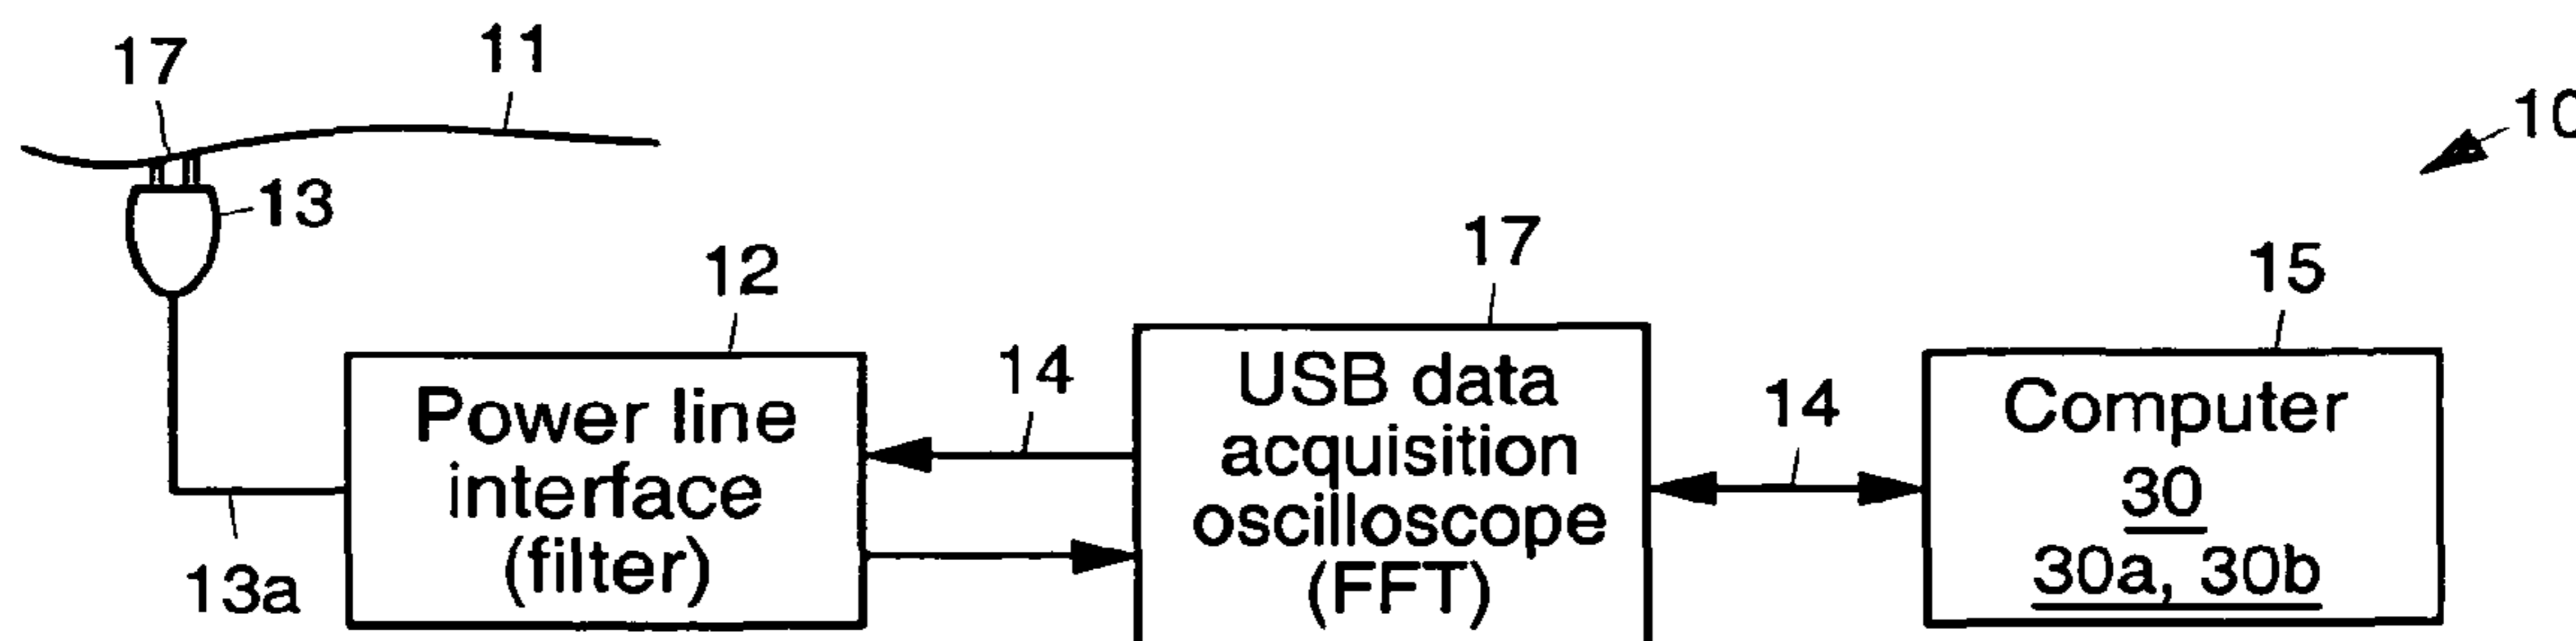 17
11
10
13
12
17
15
14
14
Power line
interface
(filter)
13a
USB data
acquisition
oscilloscope
(FFT)
Computer
30
30a, 30b